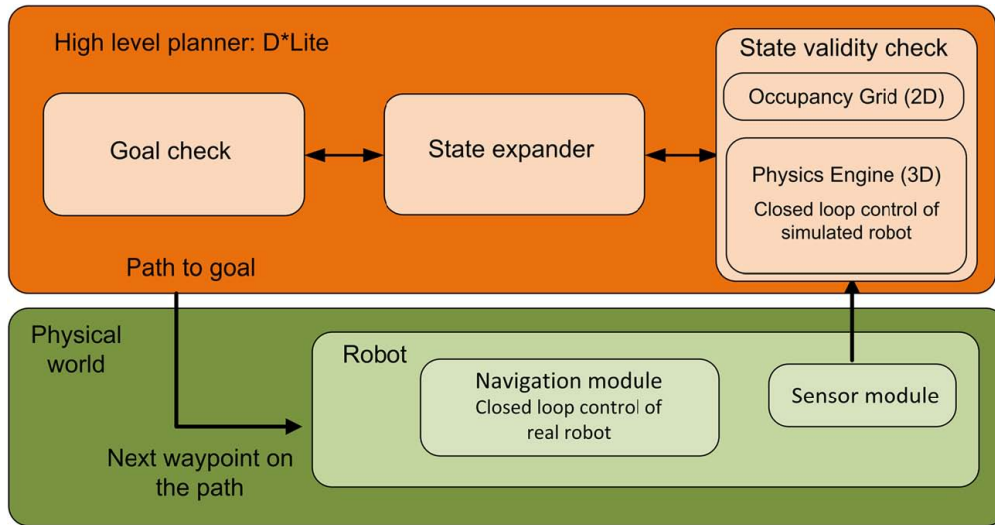 High level planner: D*Lite
State validity check
Occupancy Grid (2D)
Goal check
State expander
Physics Engine (3D)
Closed loop control of
simulated robot
Path to goal
Physical
world
Robot
Navigation module
Closed loop control of
real robot
Sensor module
Next waypoint on
the path